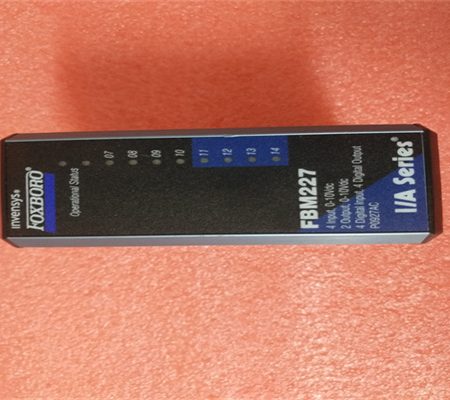 invensys®
FOXBORO®
Operational Status
07
08
09
10
11
12
13
14
FBM227
4 Input, 0-10Vdc
2 Output, 0-10Vdc
4 Digital Input, 4 Digital Output
P0927AC
I/A Series®